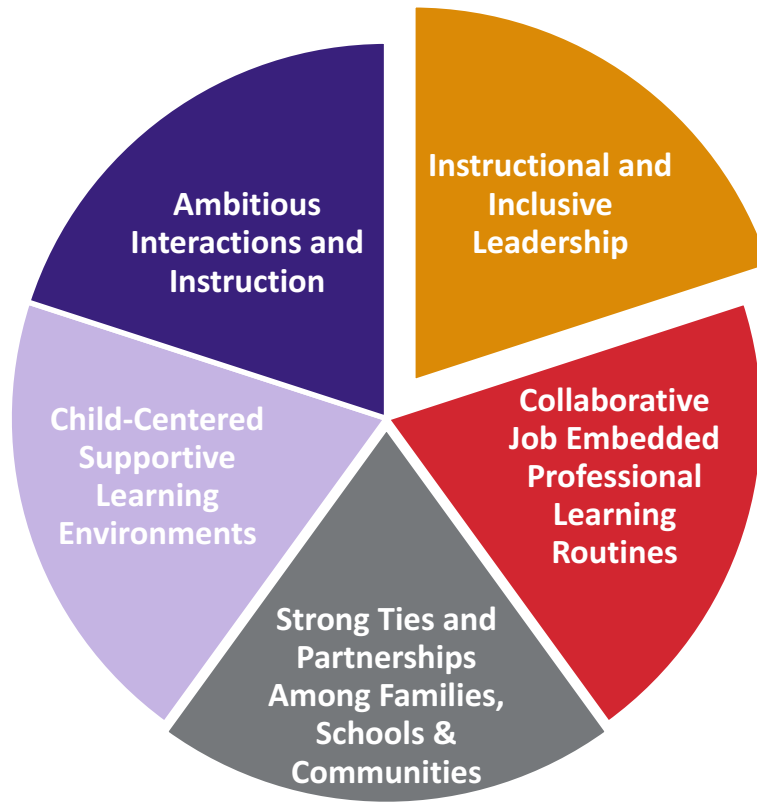 Instructional and
Inclusive
Leadership
Collaborative
Job Embedded
Professional
Learning
Routines
Strong Ties and
Partnerships
Among Families,
Schools &
Communities
Child-Centered
Supportive
Learning
Environments
Ambitious
Interactions and
Instruction